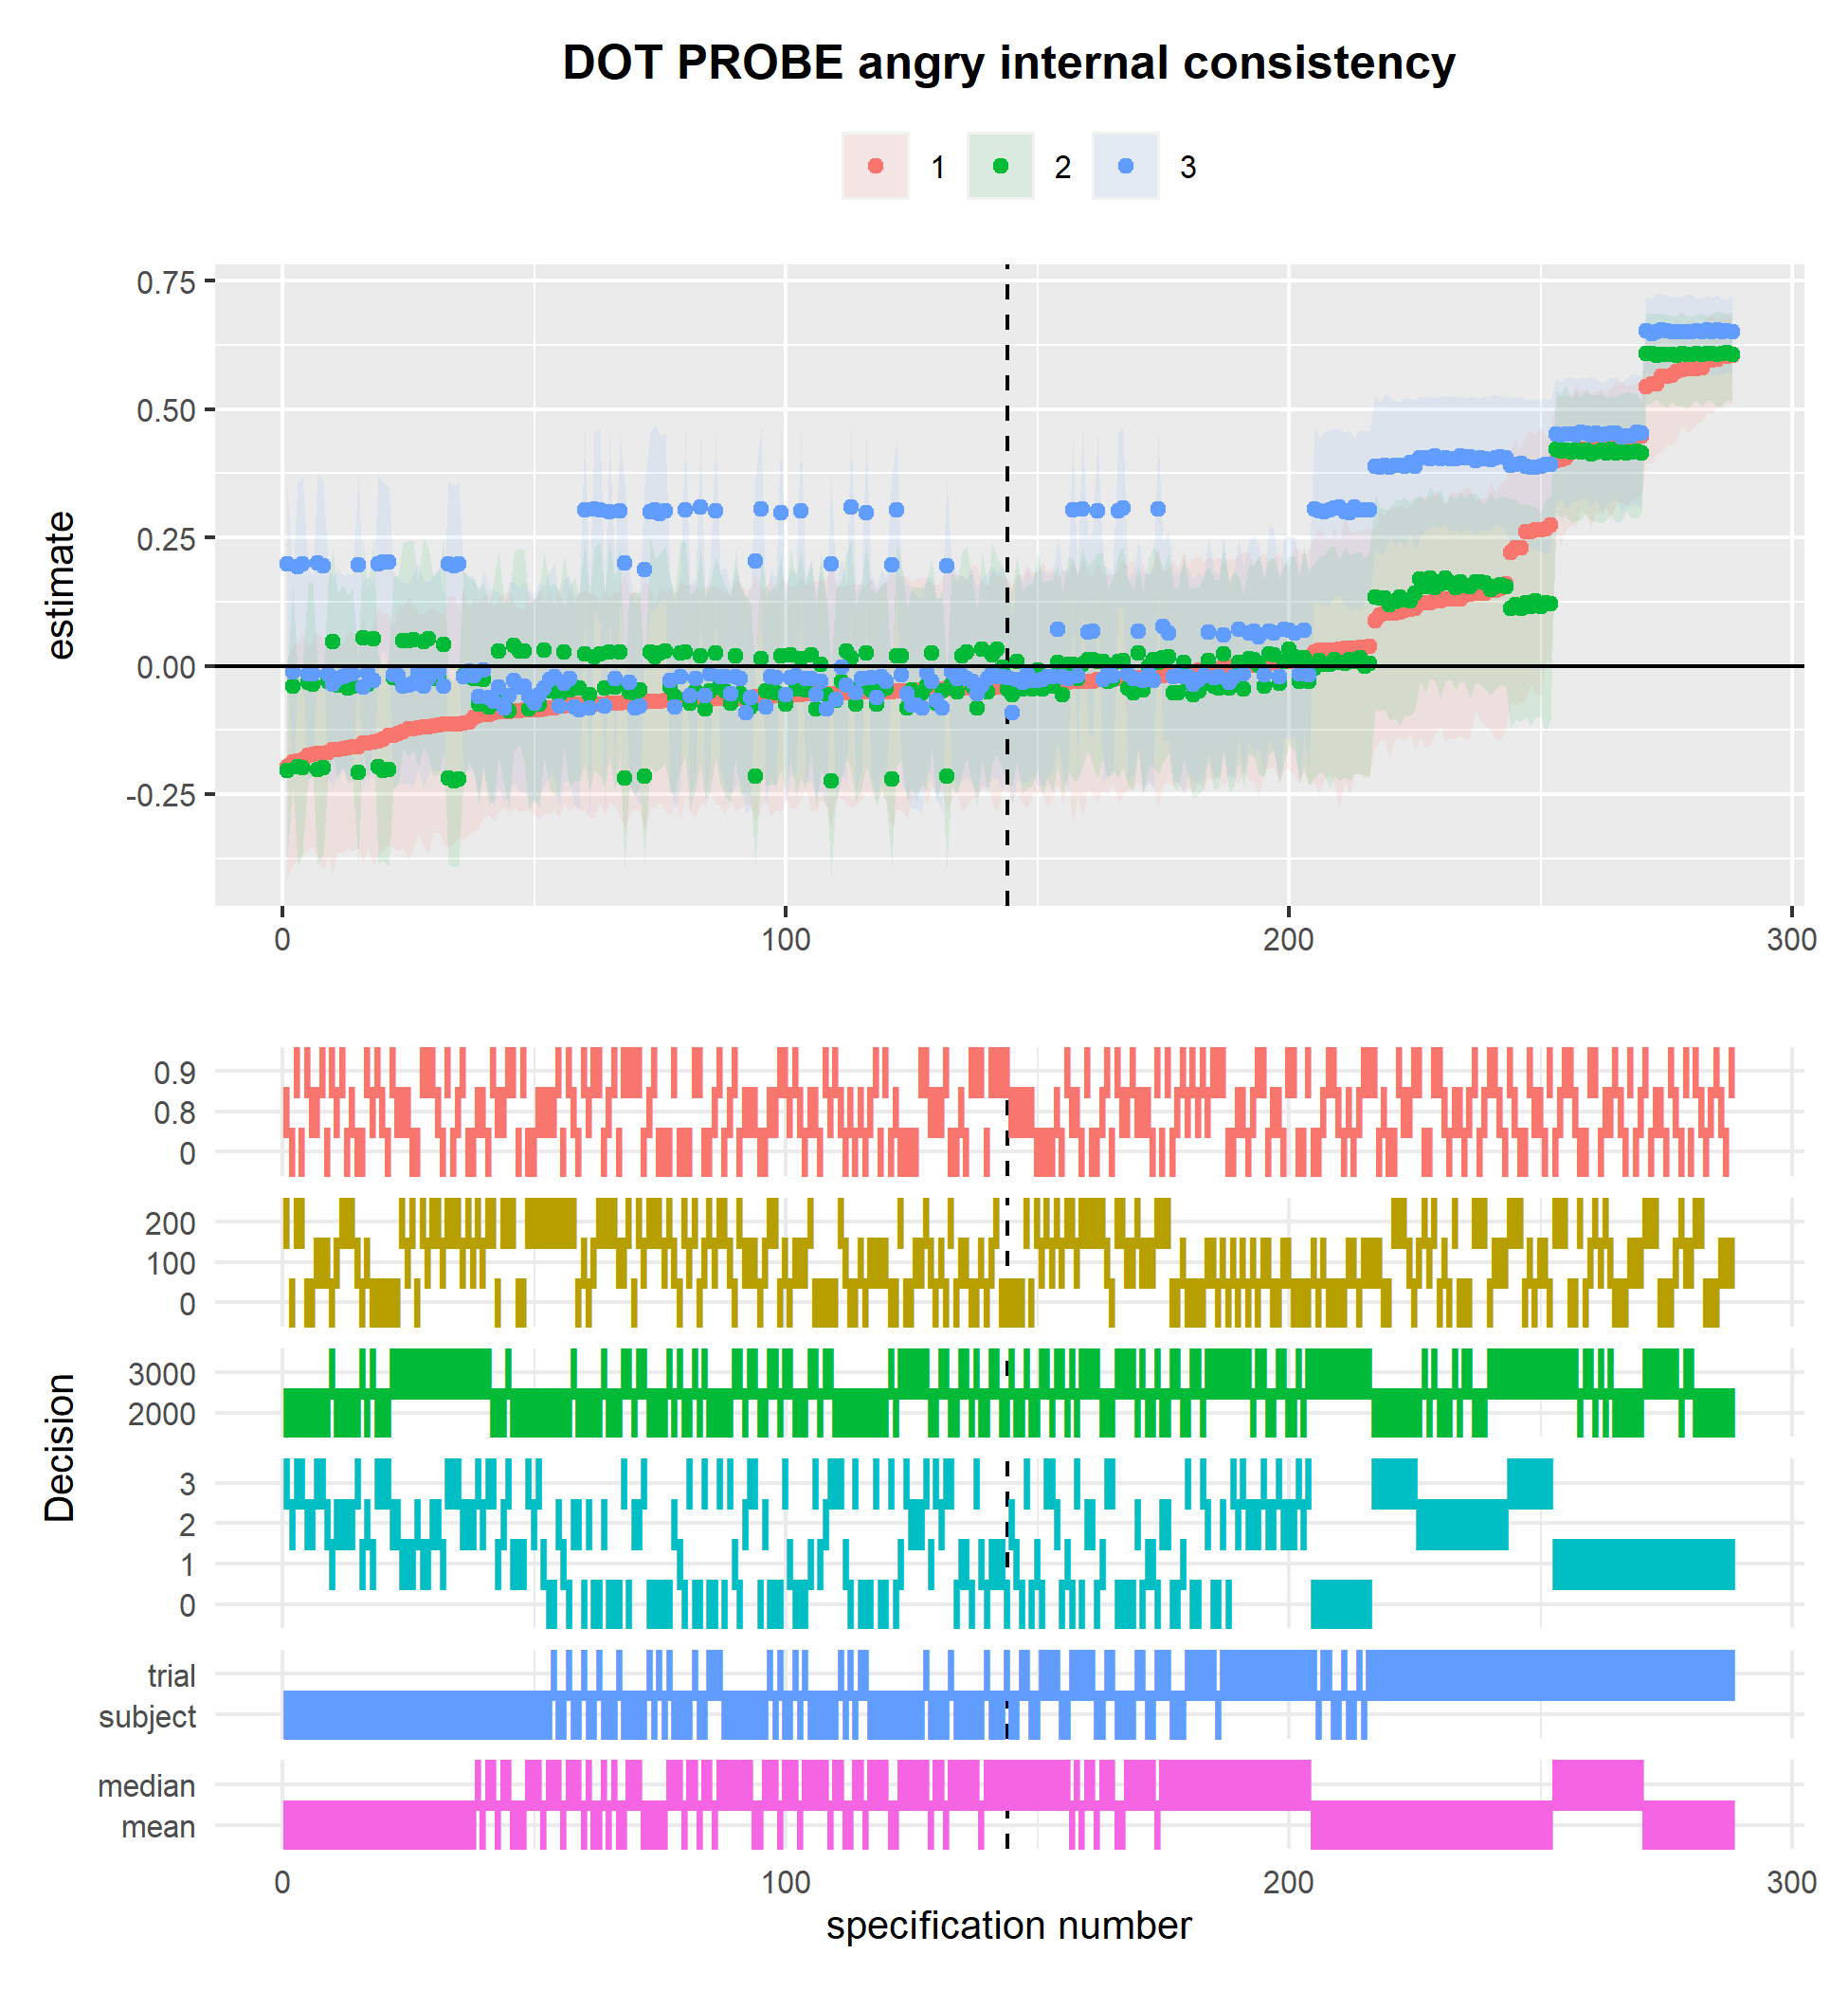 DOT PROBE angry internal consistency
1 2 3
estimate
0.75
0.50
0.25
0.00
-0.25
0 100 200 300
Decision
0.9
0.8
0
200
100
0
3000
2000
3
2
1
0
trial
subject
median
mean
0 100 200 300
specification number